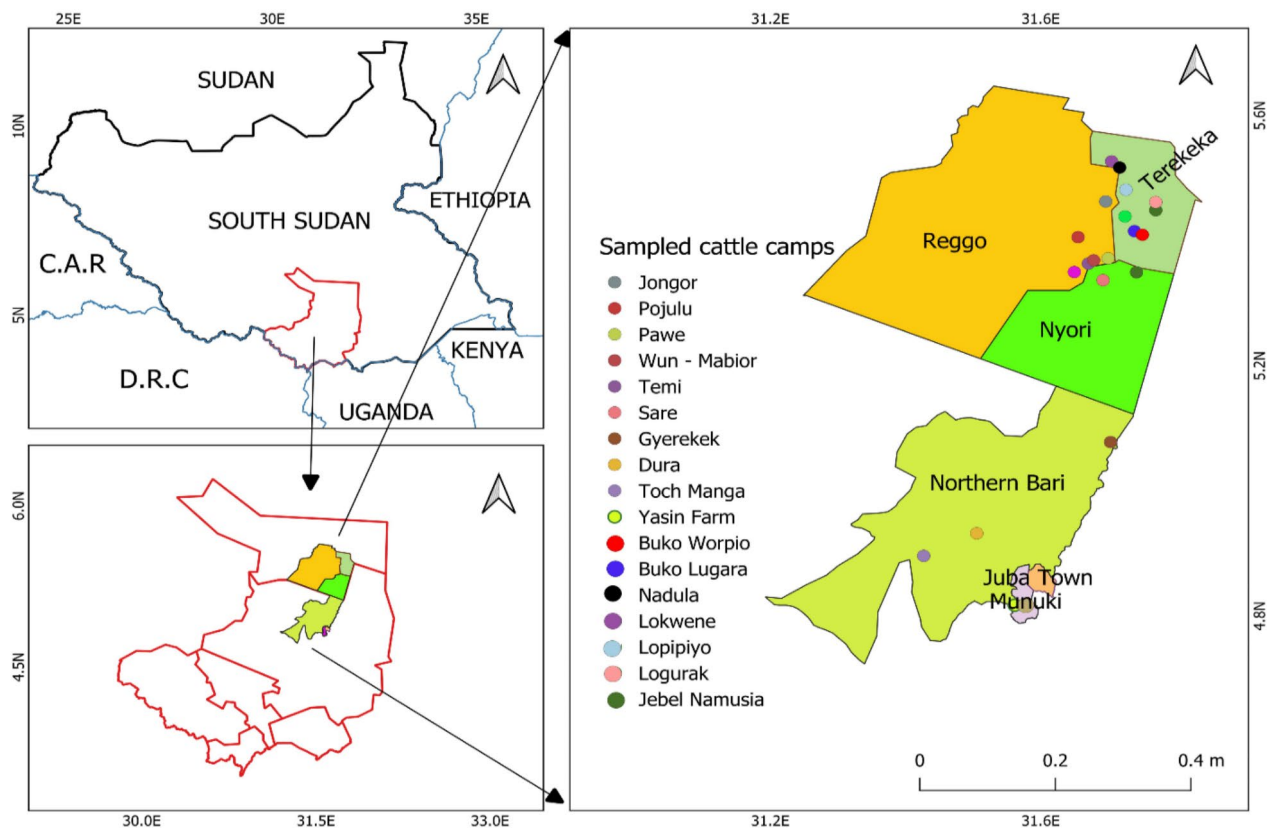 25E 30E 35E
10N
5N
SUDAN
ETHIOPIA
SOUTH SUDAN
C.A.R
KENYA
D.R.C
UGANDA
6.0N
4.5N
30.0E 31.5E 33.0E
31.2E 31.6E
5.6N
5.2N
4.8N
Terekeka
Reggo
Nyori
Northern Bari
Juba Town
Munuki
Sampled cattle camps
Jongor
Pojulu
Pawe
Wun - Mabior
Temi
Sare
Gyerekek
Dura
Toch Manga
Yasin Farm
Buko Worpio
Buko Lugara
Nadula
Lokwene
Lopipiyo
Logurak
Jebel Namusia
0 0.2 0.4 m
31.2E 31.6E